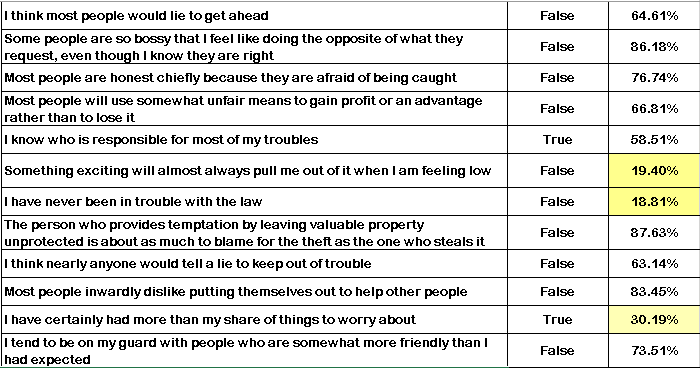 I think most people would lie to get ahead False 64.61%
Some people are so bossy that I feel like doing the opposite of what they
request, even though I know they are right False 86.18%
Most people are honest chiefly because they are afraid of being caught False 76.74%
Most people will use somewhat unfair means to gain profit or an advantage
rather than to lose it False 66.81%
I know who is responsible for most of my troubles True 58.51%
Something exciting will almost always pull me out of it when I am feeling low False 19.40%
I have never been in trouble with the law False 18.81%
The person who provides temptation by leaving valuable property
unprotected is about as much to blame for the theft as the one who steals it False 87.63%
I think nearly anyone would tell a lie to keep out of trouble False 63.14%
Most people inwardly dislike putting themselves out to help other people False 83.45%
I have certainly had more than my share of things to worry about True 30.19%
I tend to be on my guard with people who are somewhat more friendly than I
had expected False 73.51%